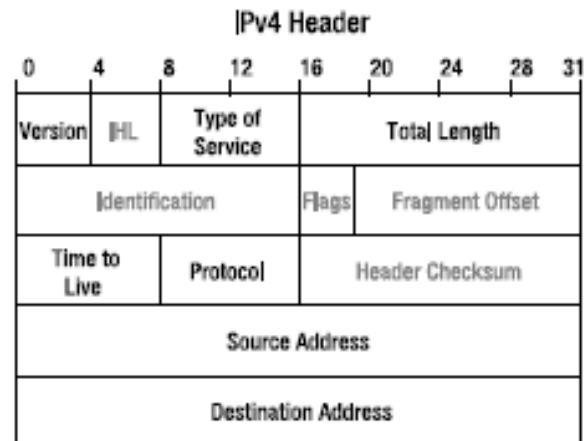 IPv4 Header
0 4 8 12 16 20 24 28 31
Version IHL Type of Service Total Length
Identification Flags Fragment Offset
Time to Live Protocol Header Checksum
Source Address
Destination Address